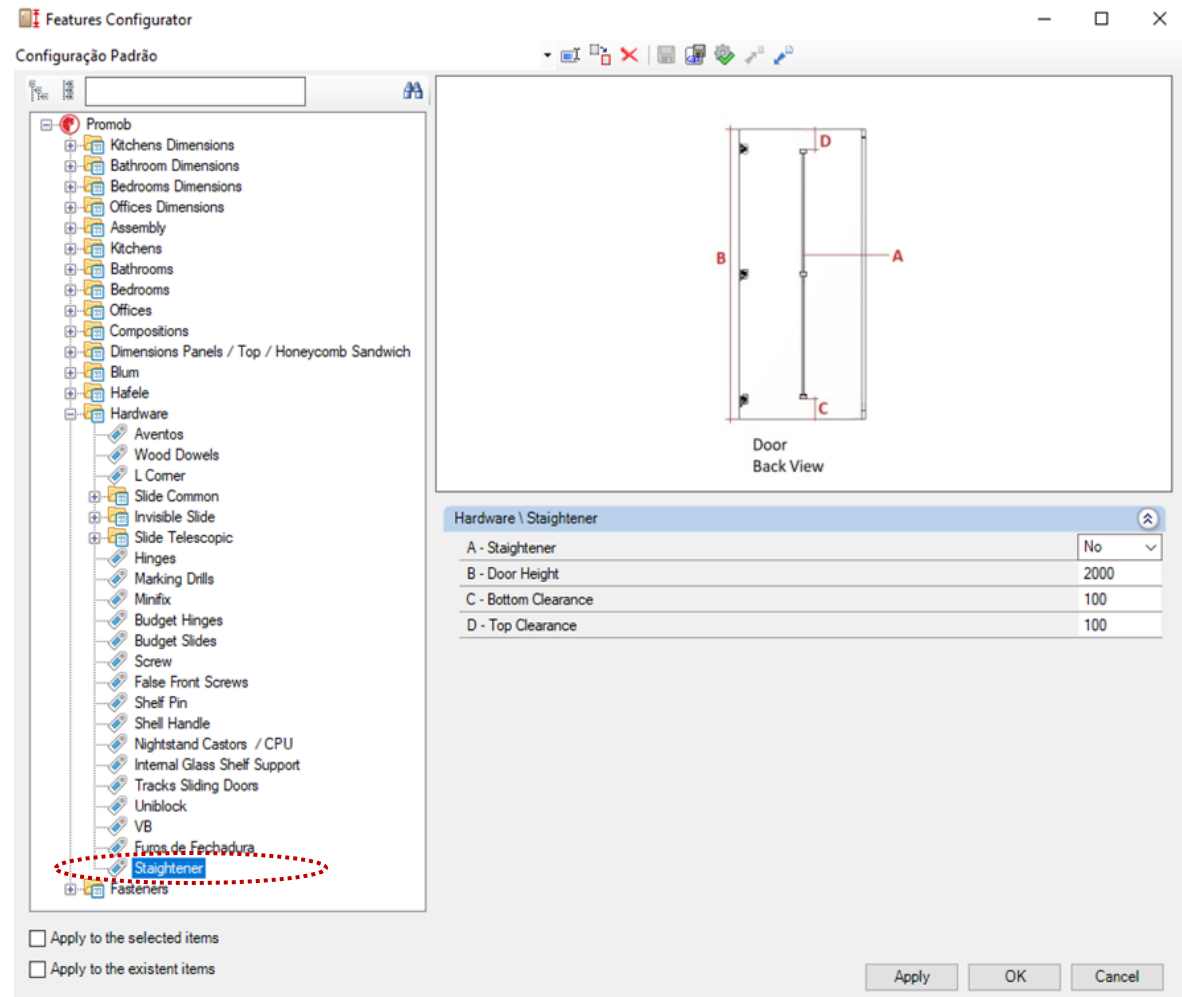 Features Configurator
Configuração Padrão
Promob
Kitchens Dimensions
Bathroom Dimensions
Bedrooms Dimensions
Offices Dimensions
Assembly
Kitchens
Bathrooms
Bedrooms
Offices
Compositions
Dimensions Panels / Top / Honeycomb Sandwich
Blum
Hafele
Hardware
Aventos
Wood Dowels
L Corner
Slide Common
Invisible Slide
Slide Telescopic
Hinges
Marking Drills
Minifix
Budget Hinges
Budget Slides
Screw
False Front Screws
Shelf Pin
Shell Handle
Nightstand Castors / CPU
Internal Glass Shelf Support
Tracks Sliding Doors
Uniblock
VB
Furos de Fechadura
Staightener
Fasteners
Apply to the selected items
Apply to the existent items
D
B
A
C
Door
Back View
Hardware \ Staightener
A - Staightener No
B - Door Height 2000
C - Bottom Clearance 100
D - Top Clearance 100
Apply OK Cancel